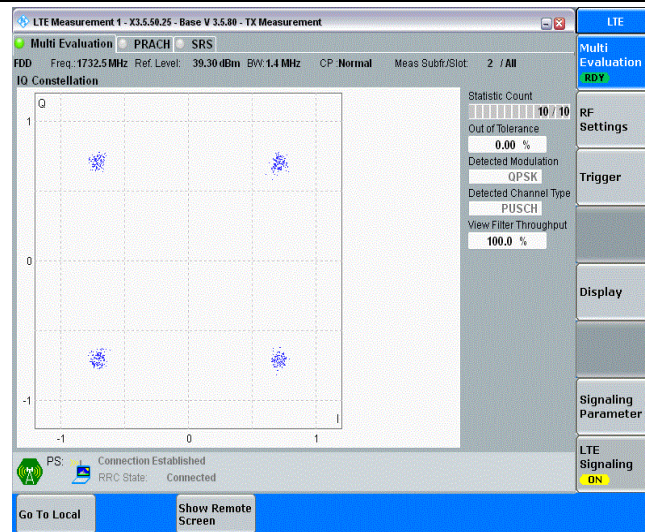 LTE Measurement 1 - X3.5.50.25 - Base V 3.5.80 - TX Measurement
LTE
Multi Evaluation PRACH SRS
Multi
Evaluation
RDY
FDD Freq.:1732.5 MHz Ref. Level: 39.30 dBm BW:1.4 MHz CP :Normal Meas Subfr/Slot: 2 / All
IQ Constellation
Statistic Count
10 / 10
Out of Tolerance
0.00 %
Detected Modulation
QPSK
Detected Channel Type
PUSCH
View Filter Throughput
100.0 %
Q
1
0
-1
I
-1 0 1
RF
Settings
Trigger
Display
Signaling
Parameter
LTE
Signaling
ON
PS: Connection Established
RRC State: Connected
Go To Local
Show Remote
Screen